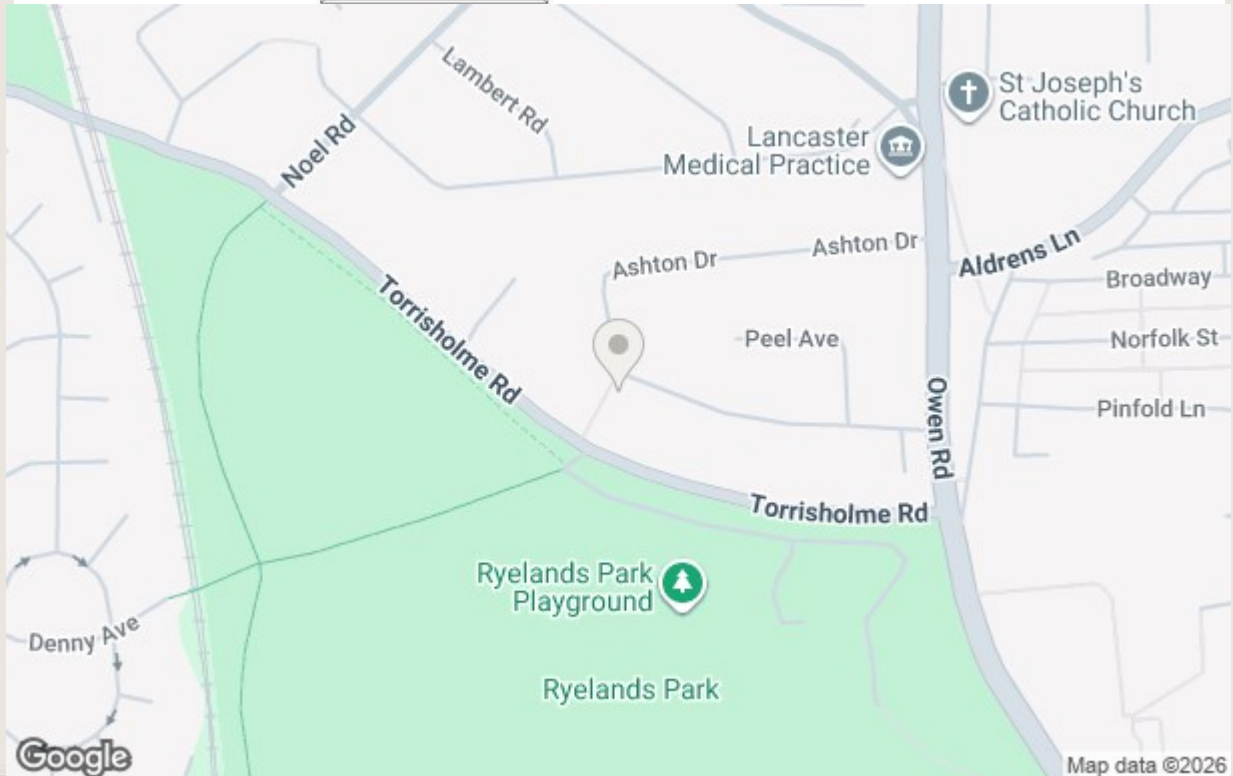 Lambert Rd
Noel Rd
St Joseph's
Catholic Church
Lancaster
Medical Practice
Ashton Dr
Ashton Dr
Aldrens Ln
Broadway
Torrisholme Rd
Peel Ave
Norfolk St
Owen Rd
Pinfold Ln
Torrisholme Rd
Ryelands Park
Playground
Denny Ave
Ryelands Park
Google
Map data ©2026